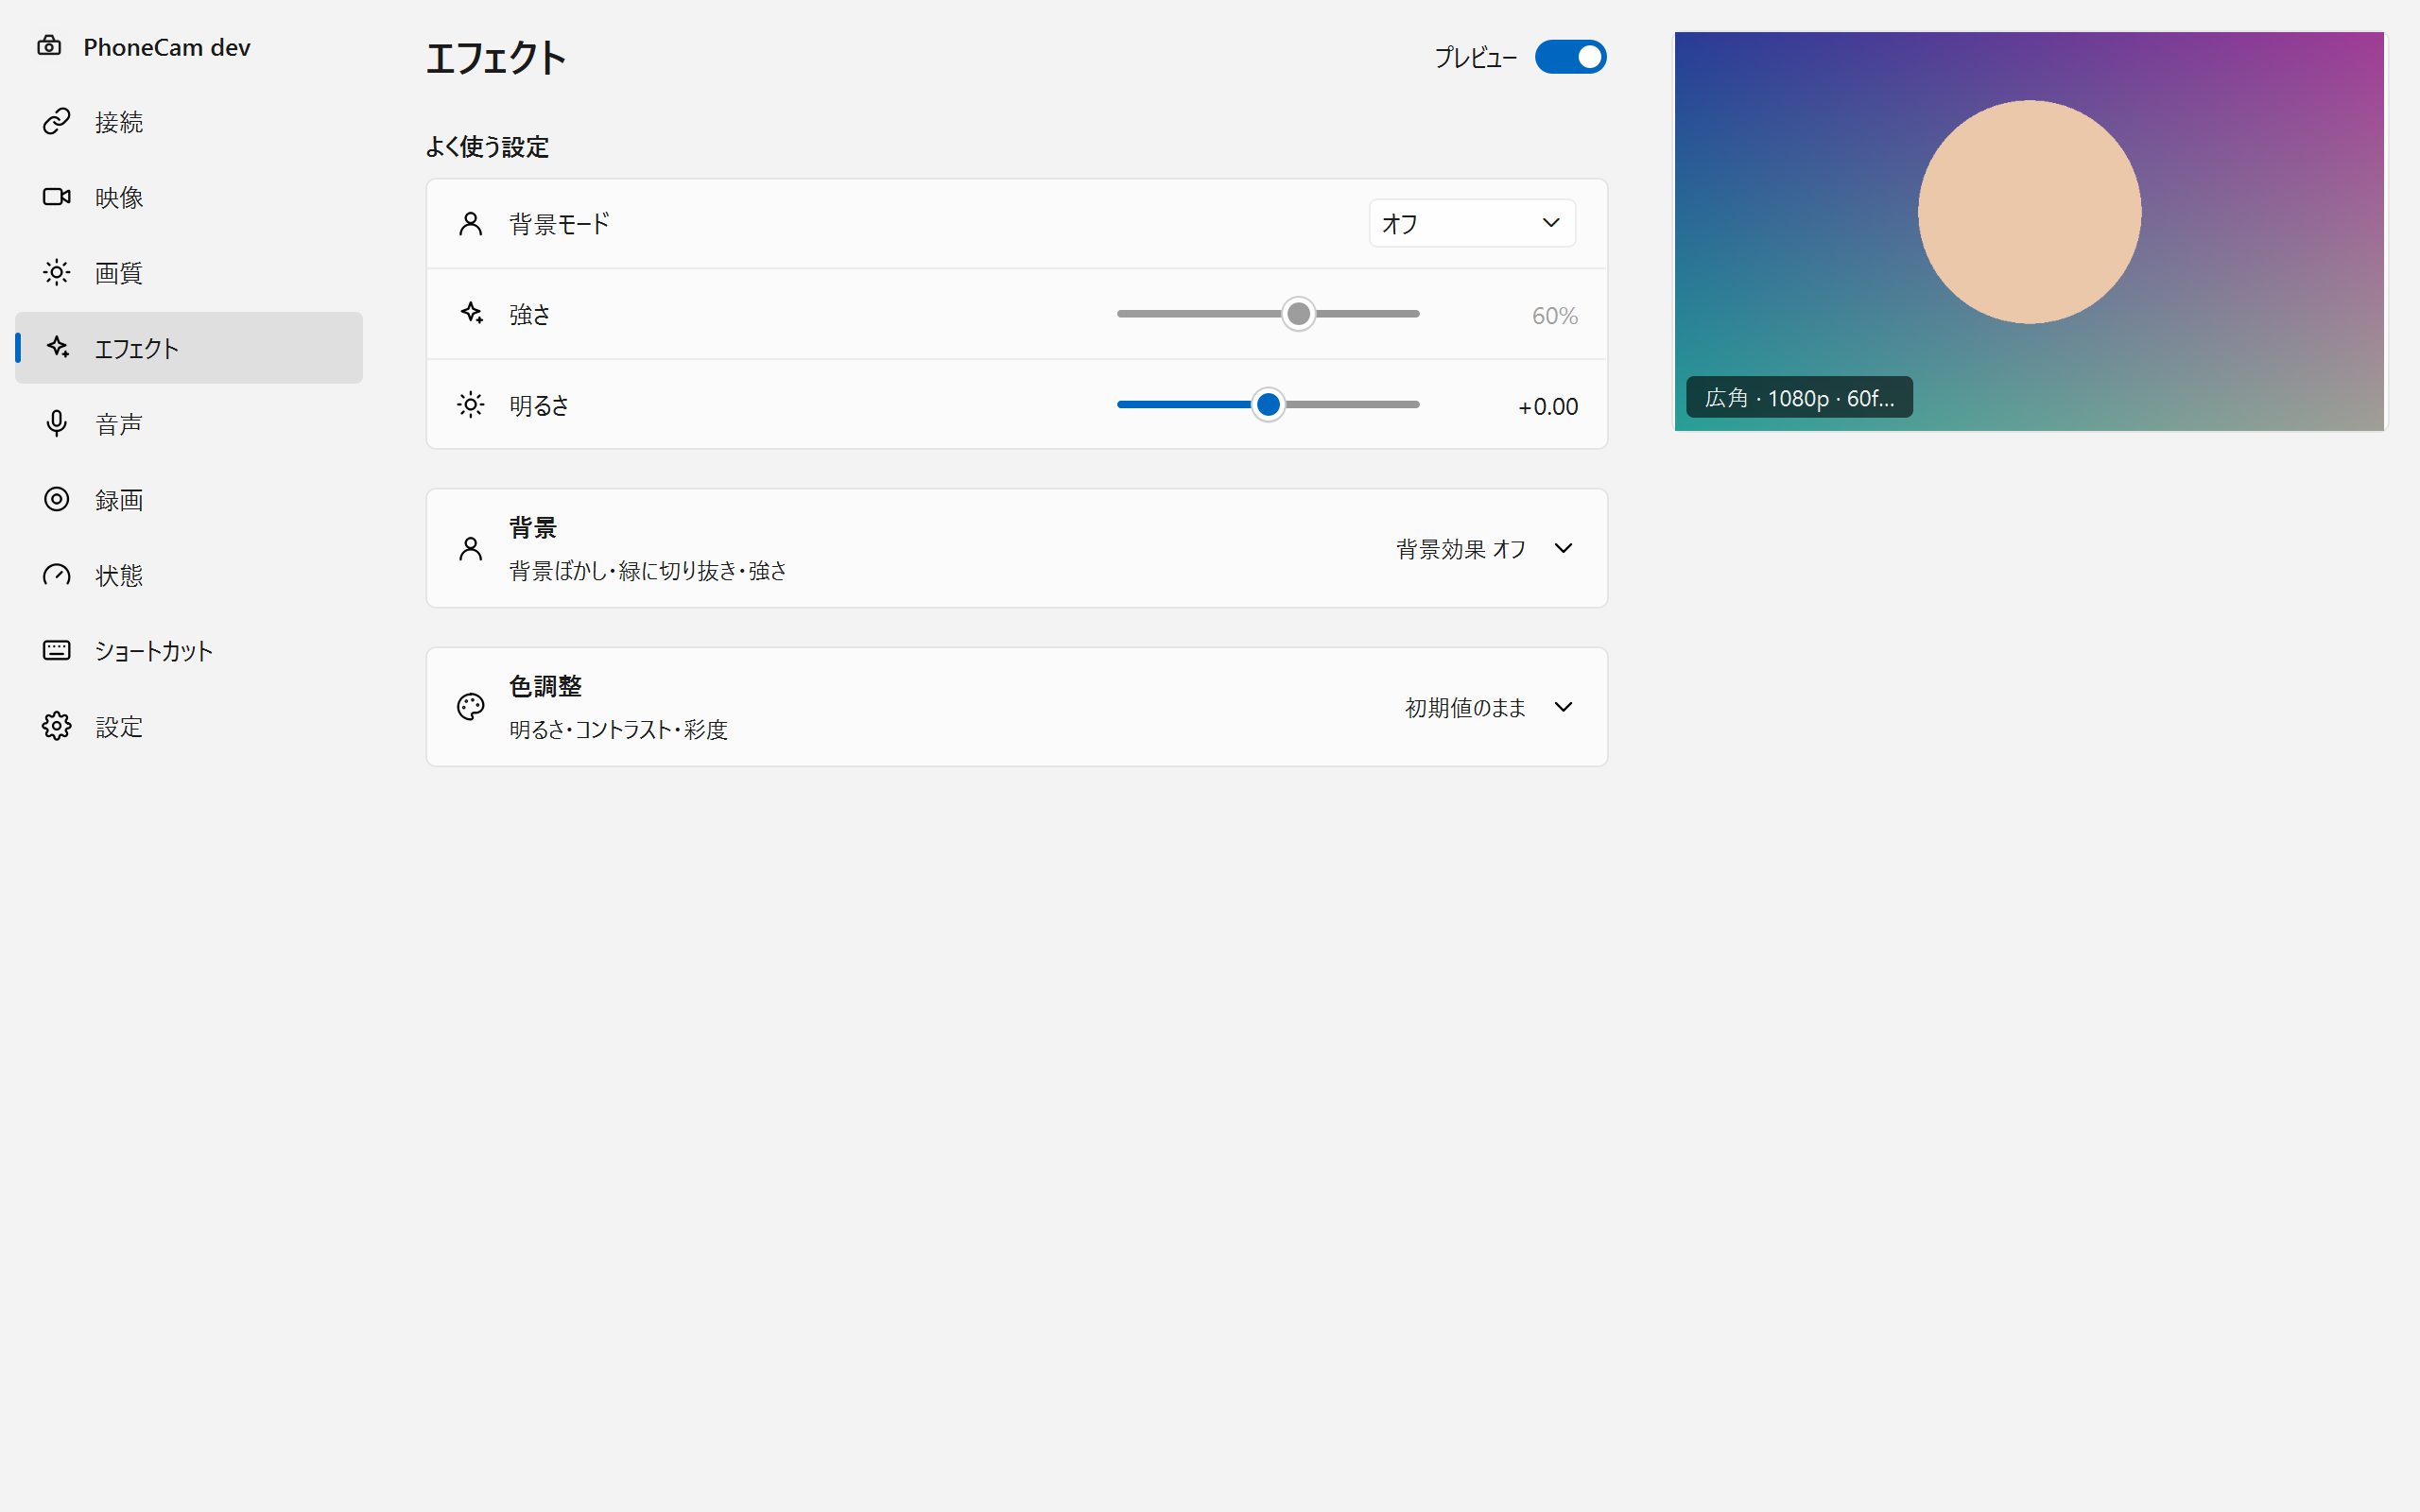 PhoneCam dev
接続
映像
画質
エフェクト
音声
録画
状態
ショートカット
設定
エフェクト
プレビュー
よく使う設定
背景モード
オフ
強さ
60%
明るさ
+0.00
背景
背景ぼかし・緑に切り抜き・強さ
背景効果 オフ
色調整
明るさ・コントラスト・彩度
初期値のまま
広角 · 1080p · 60f...